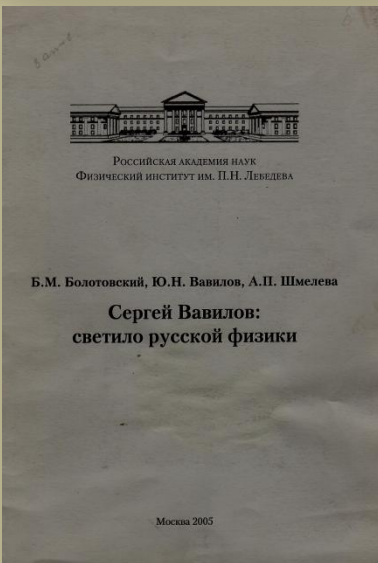 Российская академия наук
Физический институт им. П.Н. Лебедева
Б.М. Болотовский, Ю.Н. Вавилов, А.П. Шмелева
Сергей Вавилов:
светило русской физики
Москва 2005